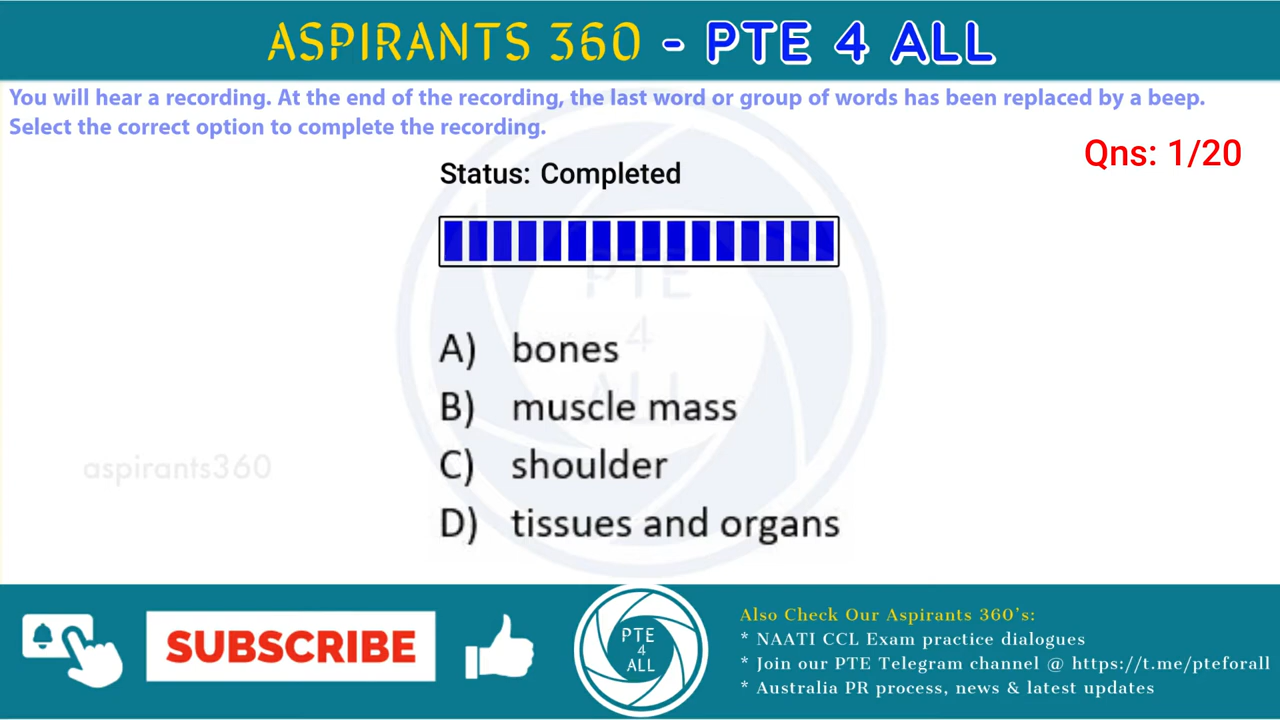 ASPIRANTS 360 - PTE 4 ALL
You will hear a recording. At the end of the recording, the last word or group of words has been replaced by a beep.
Select the correct option to complete the recording.
Qns: 1/20
Status: Completed
PTE
4
ALL
A) bones
B) muscle mass
C) shoulder
D) tissues and organs
aspirants360
SUBSCRIBE
PTE
4
ALL
Also Check Our Aspirants 360's:
* NAATI CCL Exam practice dialogues
* Join our PTE Telegram channel @ https://t.me/pteforall
* Australia PR process, news & latest updates